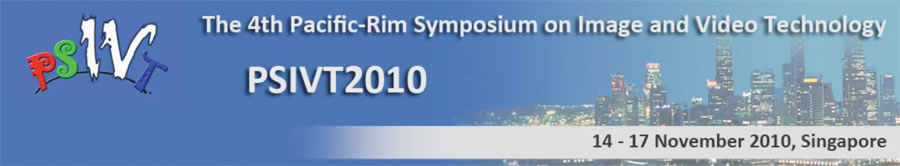 PSIVT
The 4th Pacific-Rim Symposium on Image and Video Technology
PSIVT2010
14 - 17 November 2010, Singapore